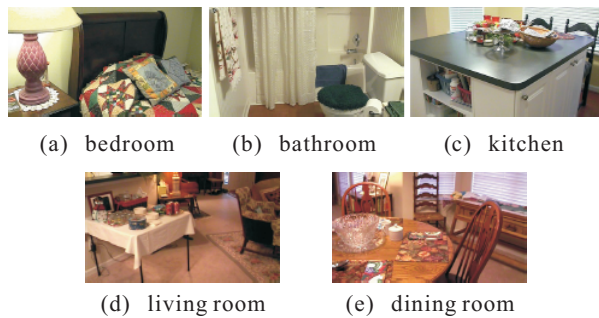 (a) bedroom
(b) bathroom
(c) kitchen
(d) living room
(e) dining room